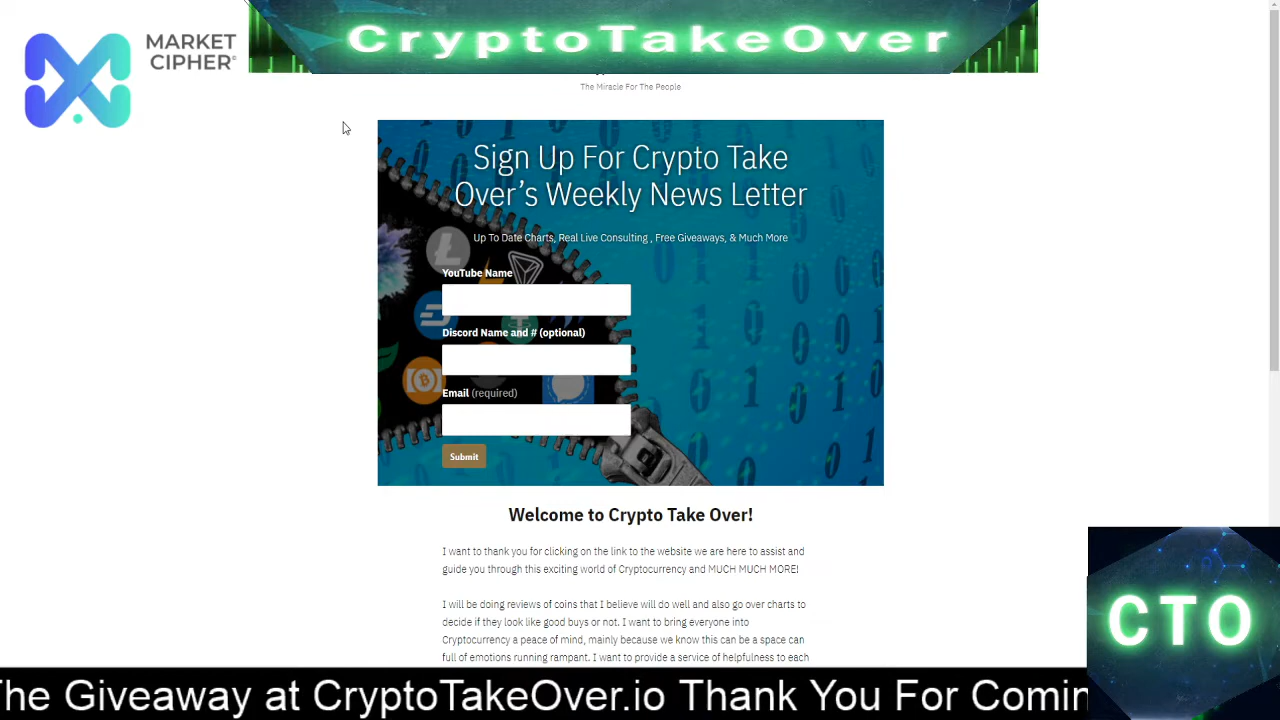 MARKET
CIPHER©
CryptoTakeOver
The Miracle For The People
Sign Up For Crypto Take
Over's Weekly News Letter
Up To Date Charts, Real Live Consulting , Free Giveaways, & Much More
YouTube Name
Discord Name and # (optional)
Email (required)
Submit
Welcome to Crypto Take Over!
I want to thank you for clicking on the link to the website we are here to assist and
guide you through this exciting world of Cryptocurrency and MUCH MUCH MORE!
I will be doing reviews of coins that I believe will do well and also go over charts to
decide if they look like good buys or not. I want to bring everyone into
Cryptocurrency a peace of mind, mainly because we know this can be a space can
full of emotions running rampant. I want to provide a service of helpfulness to each
CTO
The Giveaway at CryptoTakeOver.io Thank You For Comin